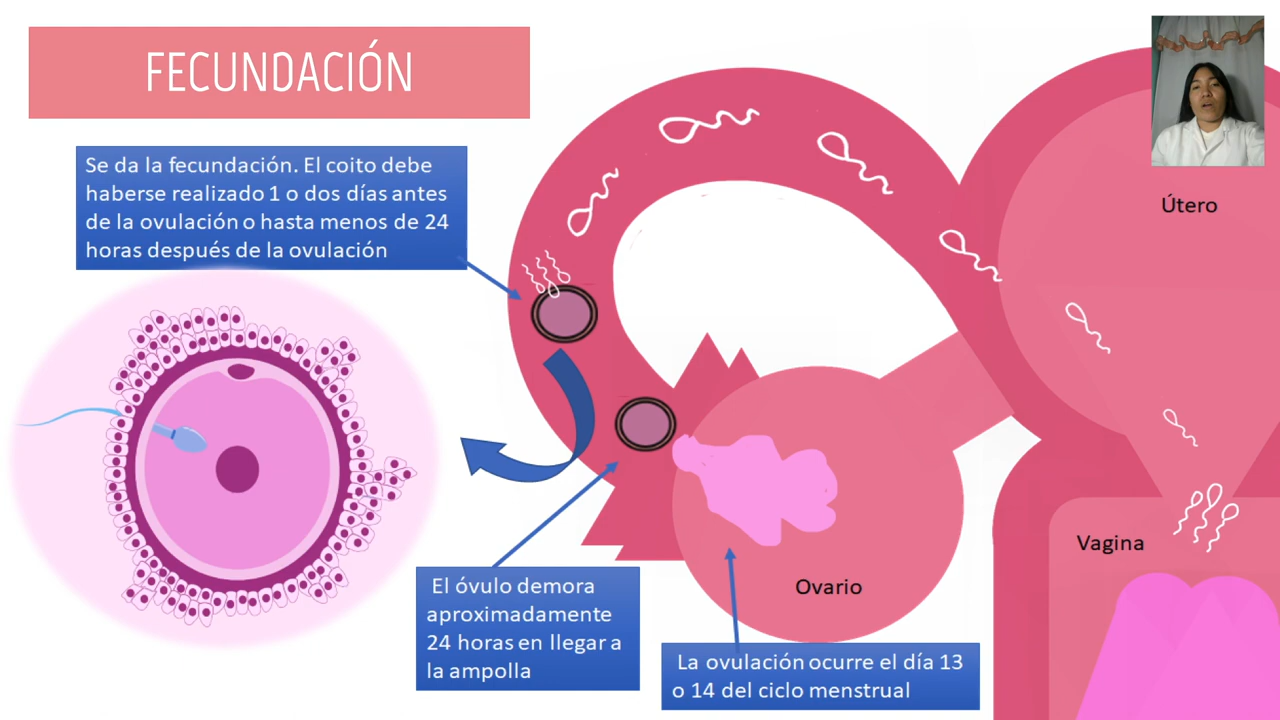 FECUNDACIÓN
Se da la fecundación. El coito debe
haberse realizado 1 o dos días antes
de la ovulación o hasta menos de 24
horas después de la ovulación
Útero
Vagina
Ovario
El óvulo demora
aproximadamente
24 horas en llegar a
la ampolla
La ovulación ocurre el día 13
o 14 del ciclo menstrual